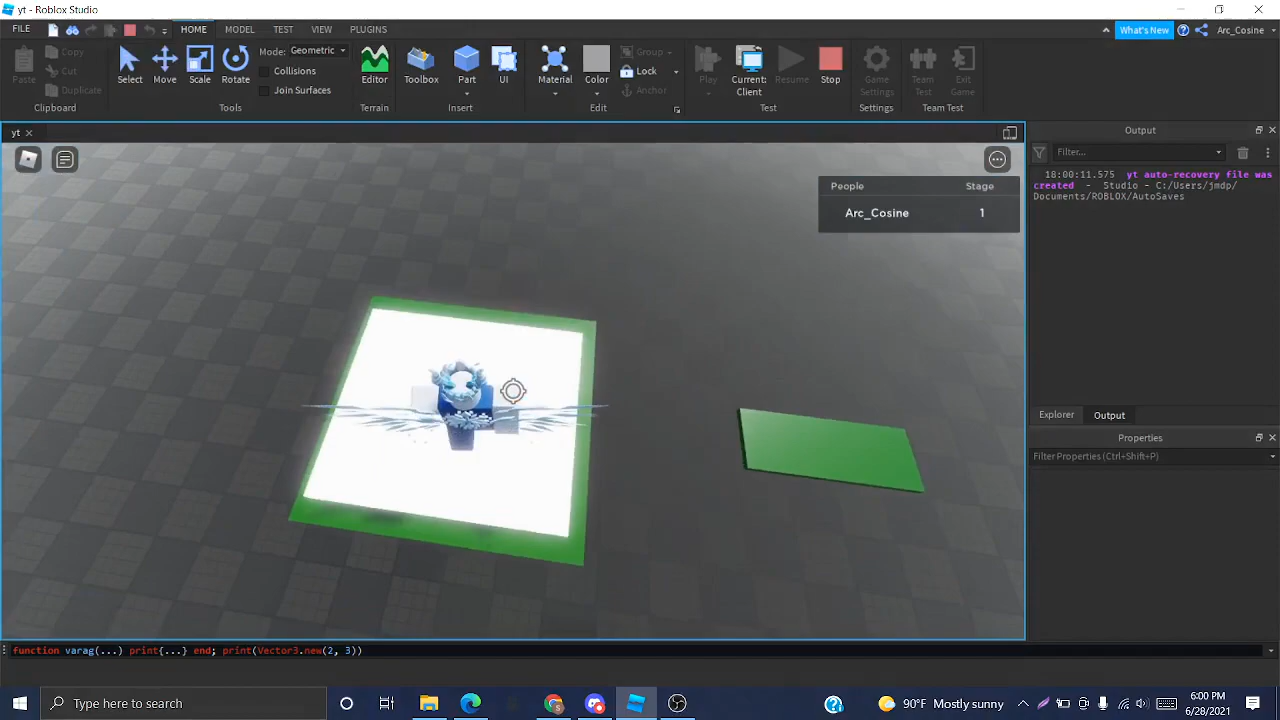 yt - Roblox Studio
FILE HOME MODEL TEST VIEW PLUGINS What's New Arc_Cosine
Paste Copy Cut Duplicate Select Move Scale Rotate Mode: Geometric Collisions Join Surfaces Editor Toolbox Part UI Material Color Group Lock Anchor Play Current: Client Resume Stop Game Settings Team Test Exit Game
Clipboard Tools Terrain Insert Edit Test Settings Team Test
yt
Output
Filter...
People Stage
Arc_Cosine 1
18:00:11.575 yt auto-recovery file was
created - Studio - C:/Users/jmdp/
Documents/ROBLOX/AutoSaves
Explorer Output
Properties
Filter Properties (Ctrl+Shift+P)
function varag(...) print{...} end; print(Vector3.new(2, 3))
Type here to search
90°F Mostly sunny
6:00 PM
6/28/2021